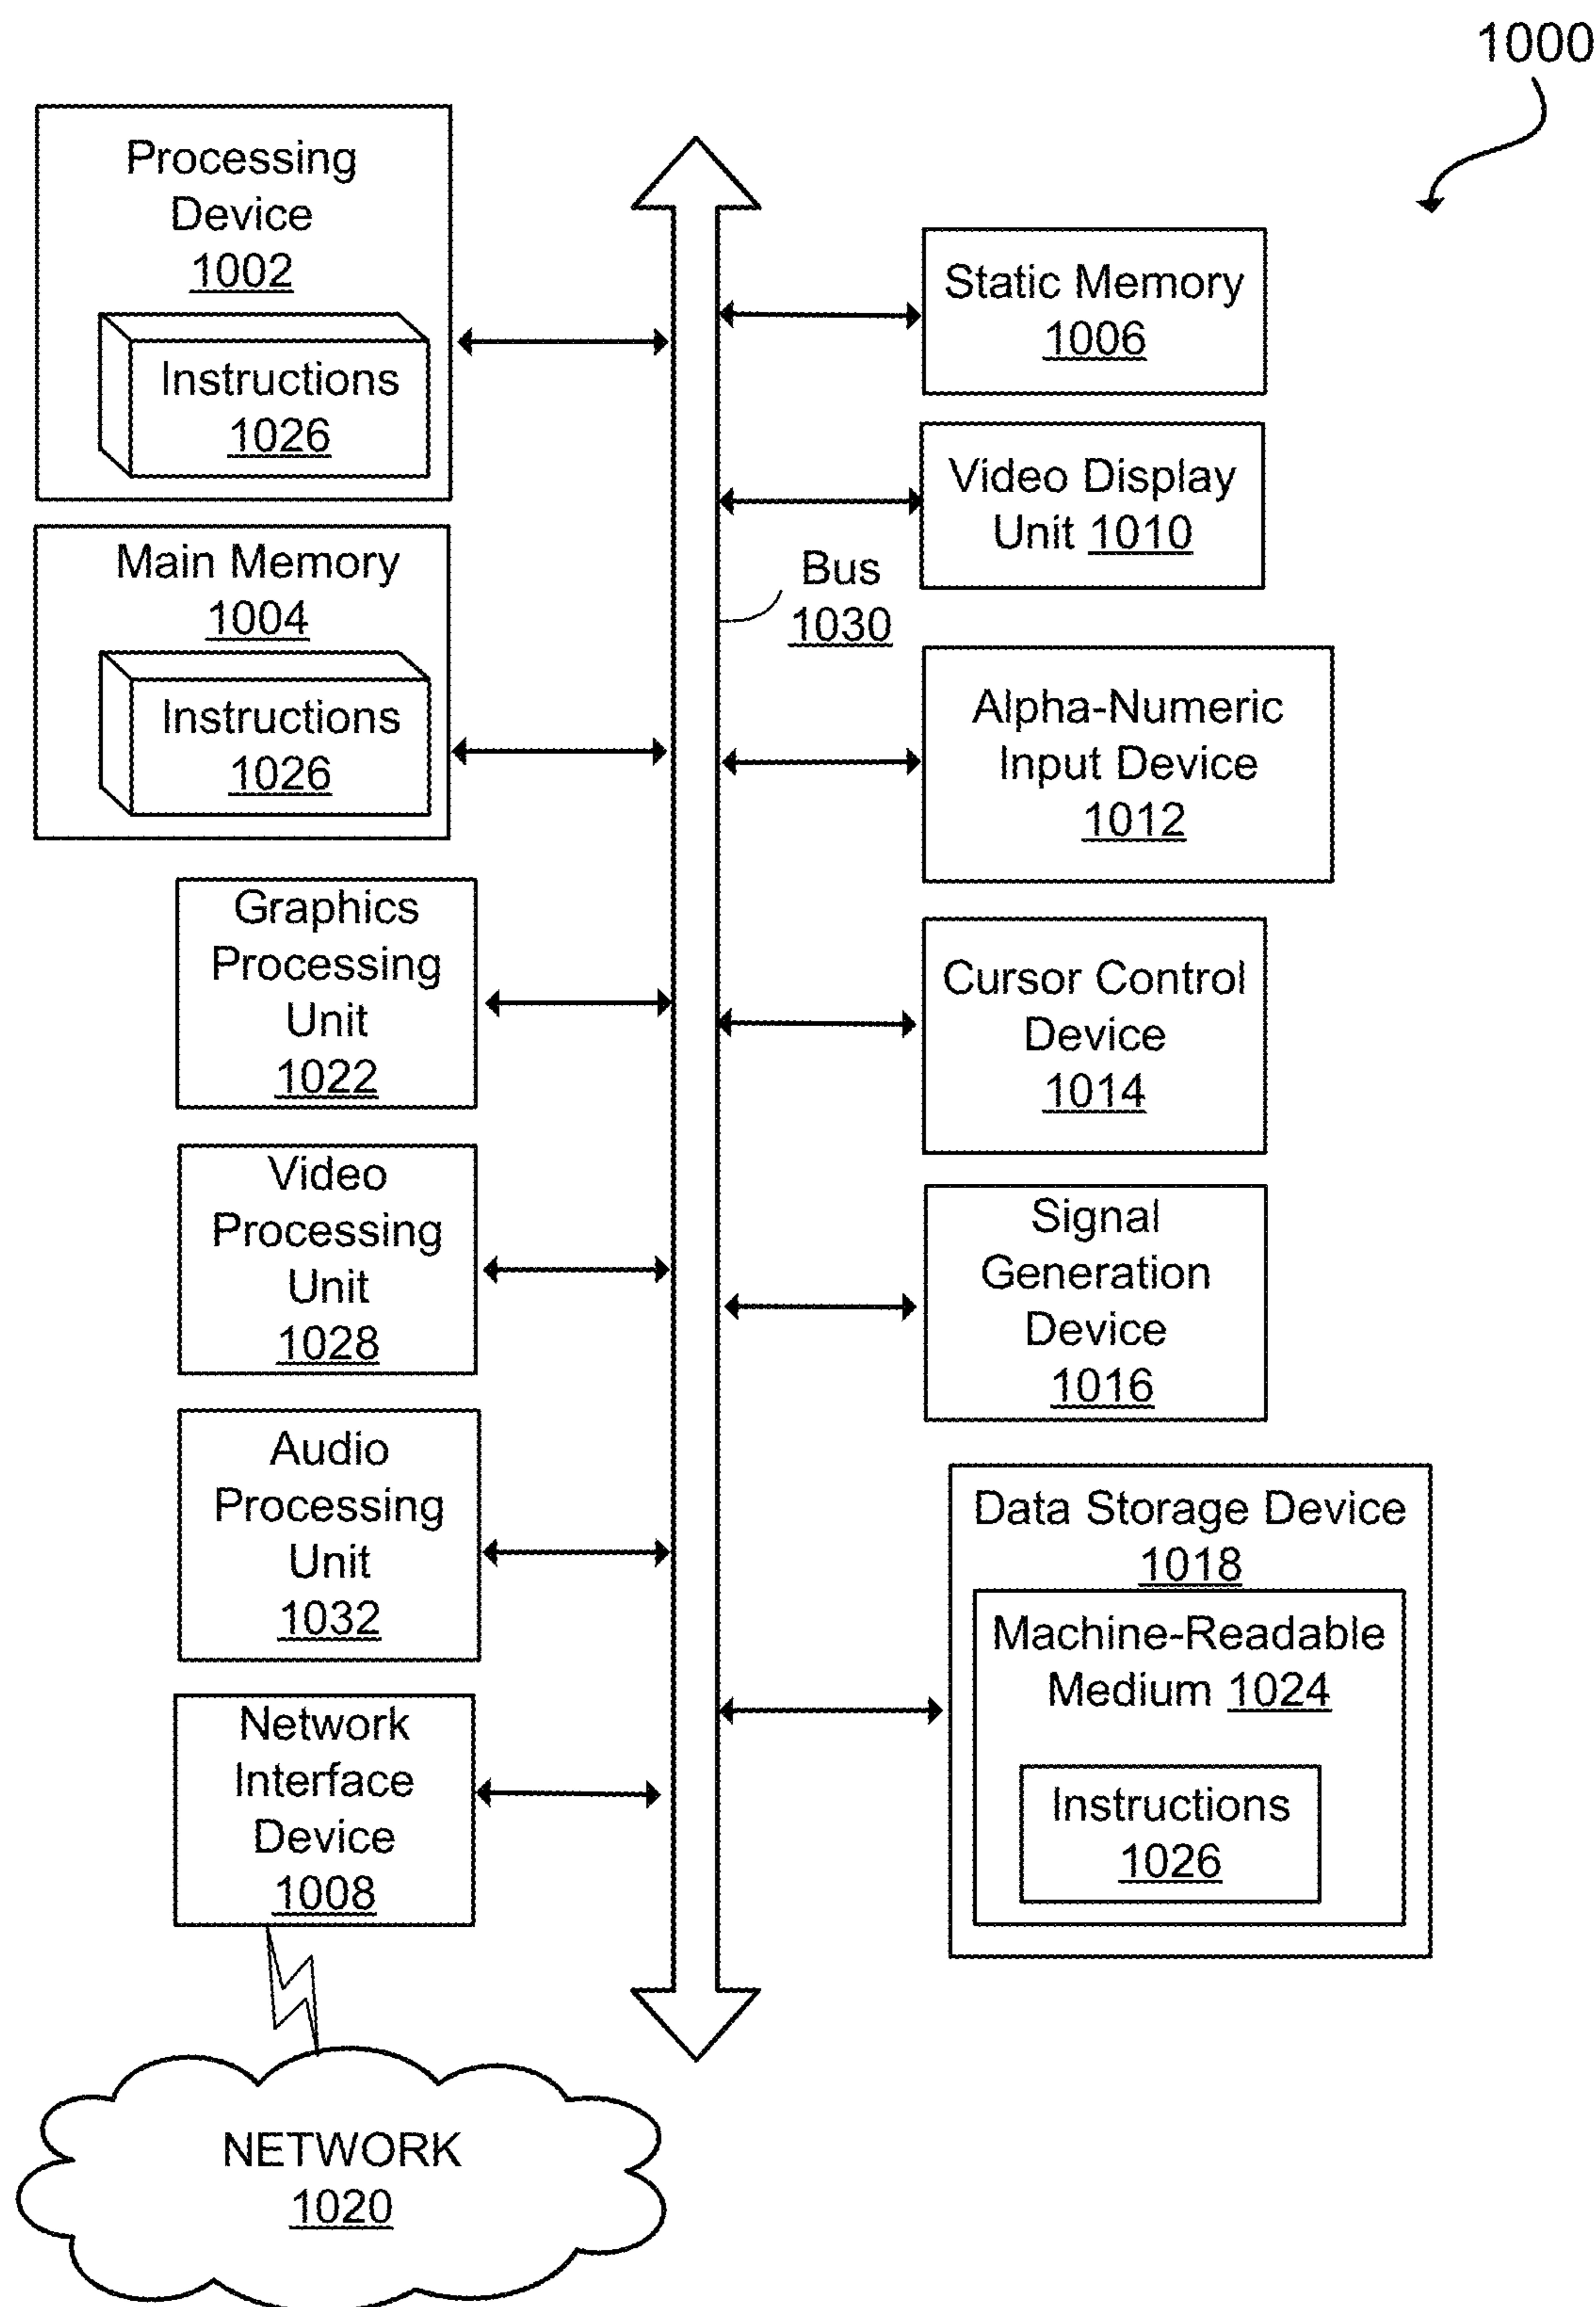 1000
Processing
Device
1002
Instructions
1026
Main Memory
1004
Instructions
1026
Graphics
Processing
Unit
1022
Video
Processing
Unit
1028
Audio
Processing
Unit
1032
Network
Interface
Device
1008
NETWORK
1020
Bus
1030
Static Memory
1006
Video Display
Unit 1010
Alpha-Numeric
Input Device
1012
Cursor Control
Device
1014
Signal
Generation
Device
1016
Data Storage Device
1018
Machine-Readable
Medium 1024
Instructions
1026